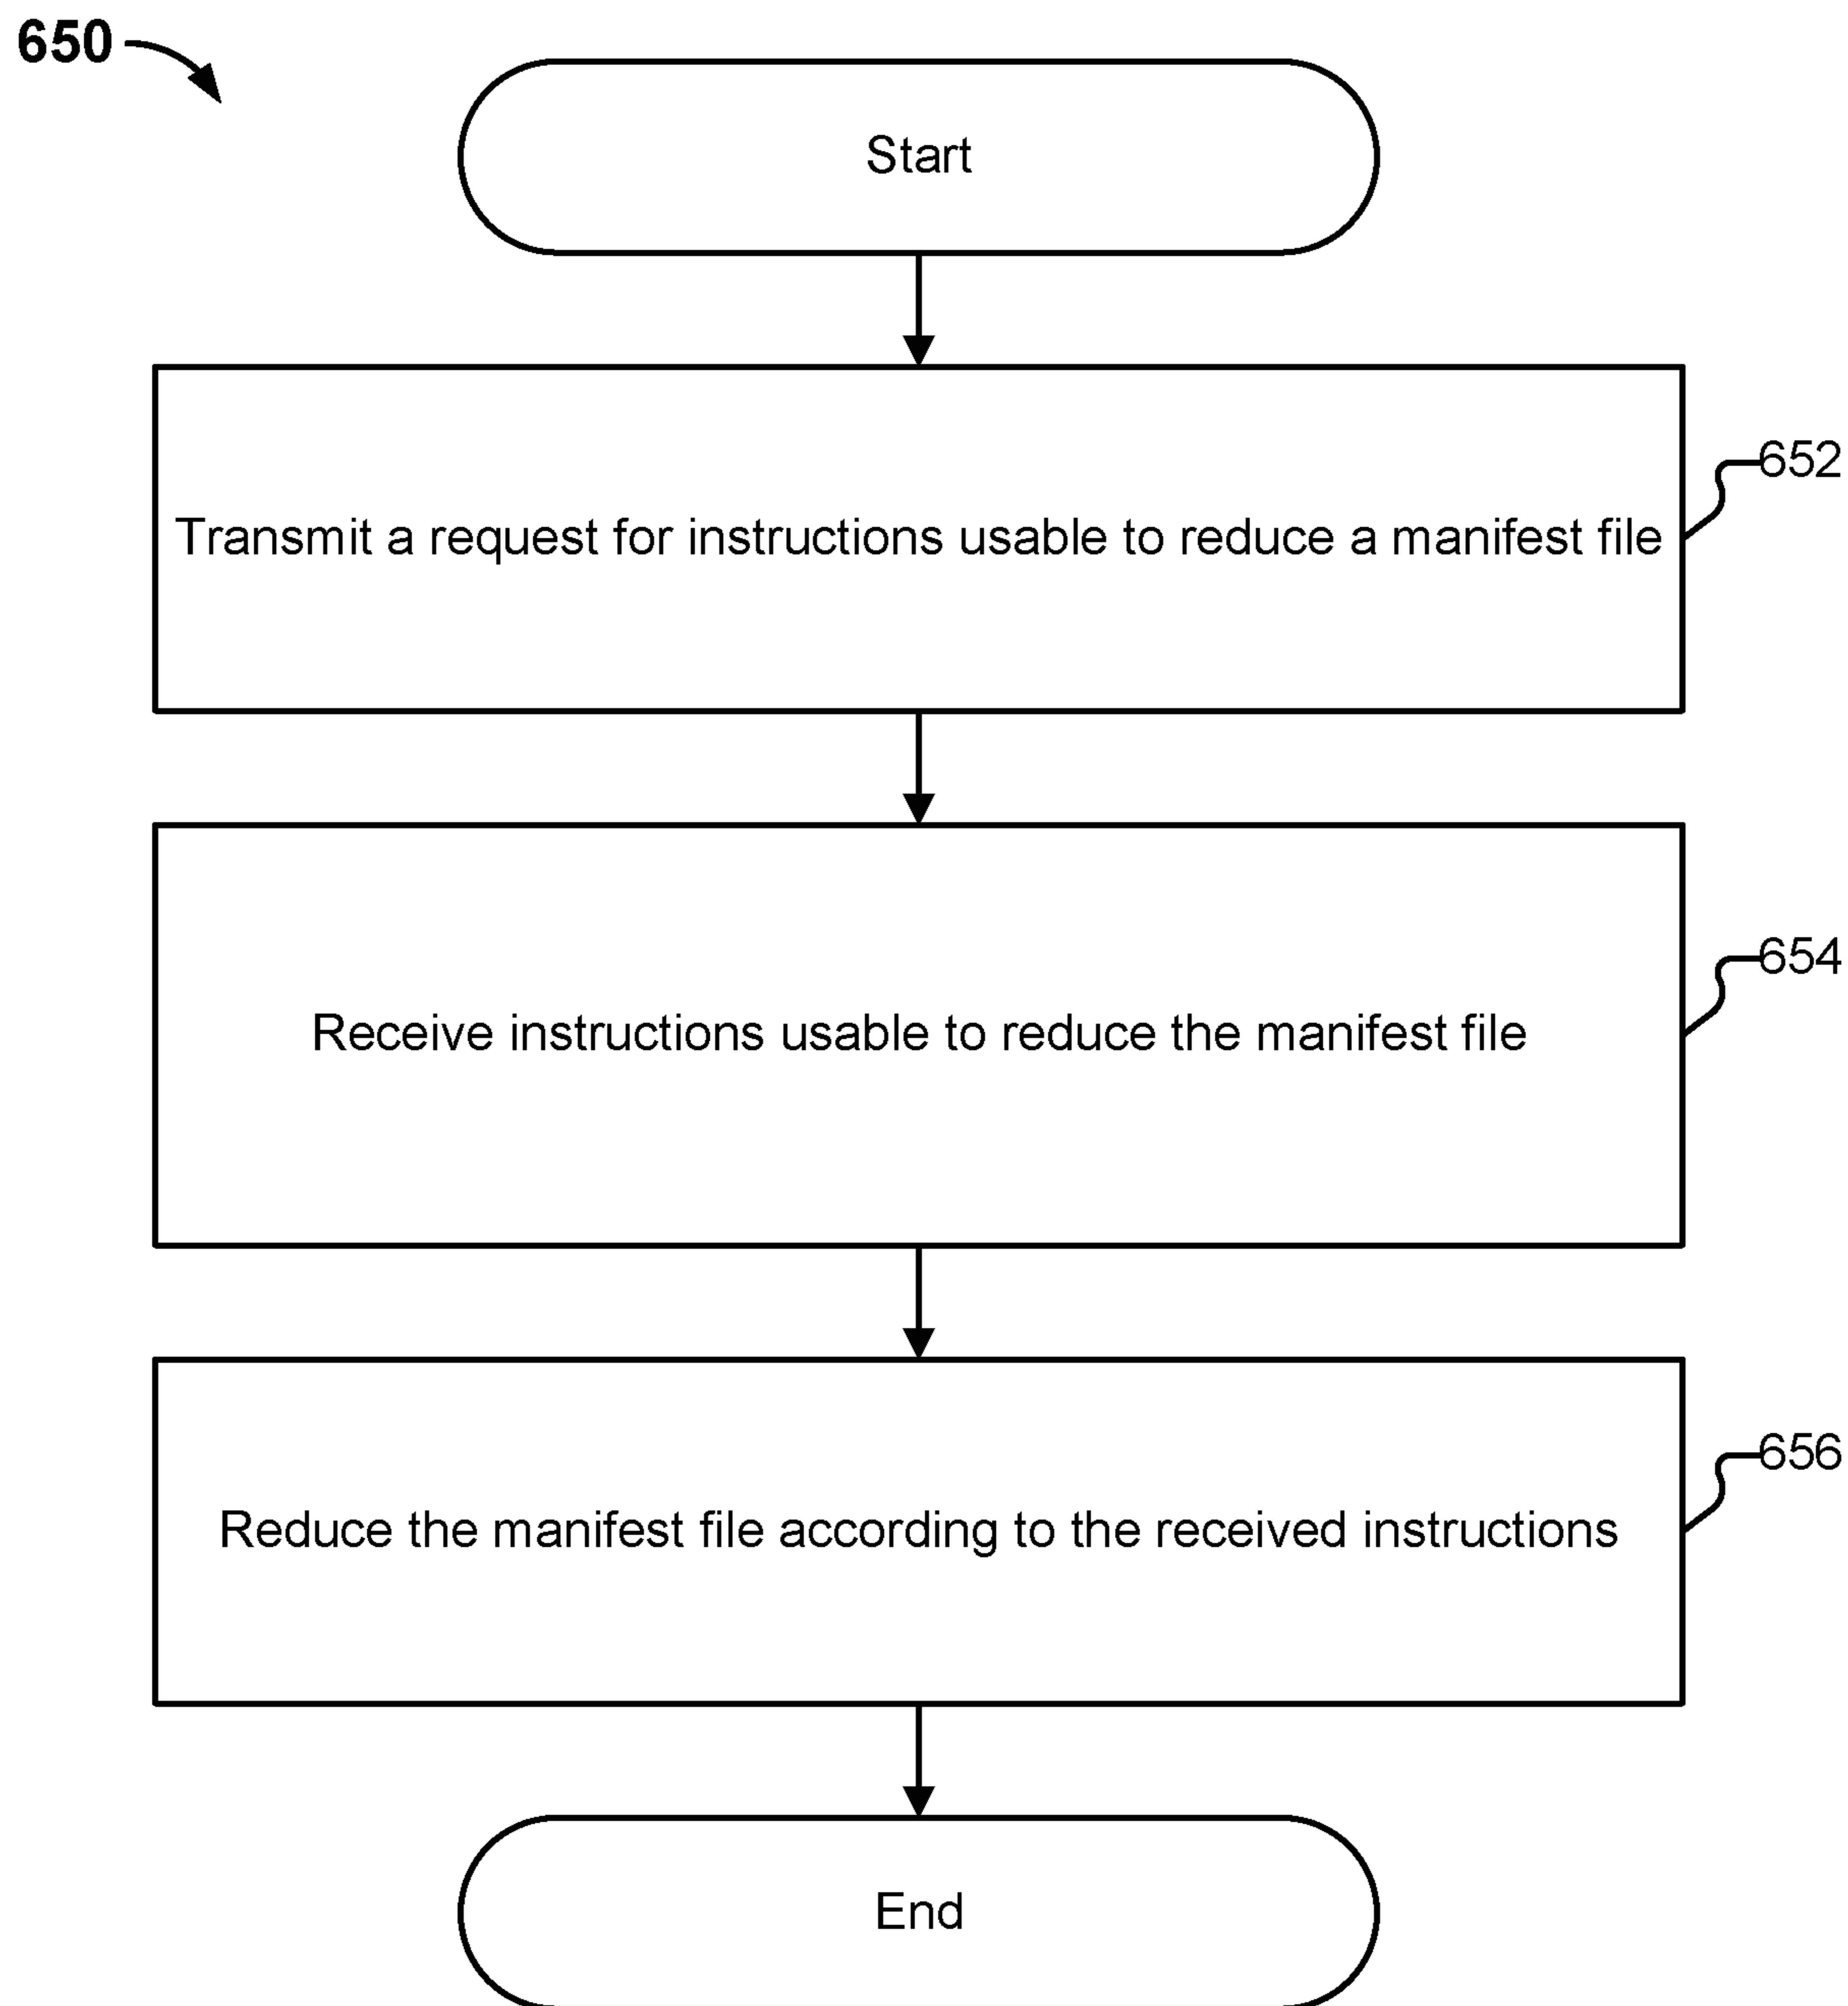 650
Start
652
Transmit a request for instructions usable to reduce a manifest file
654
Receive instructions usable to reduce the manifest file
656
Reduce the manifest file according to the received instructions
End